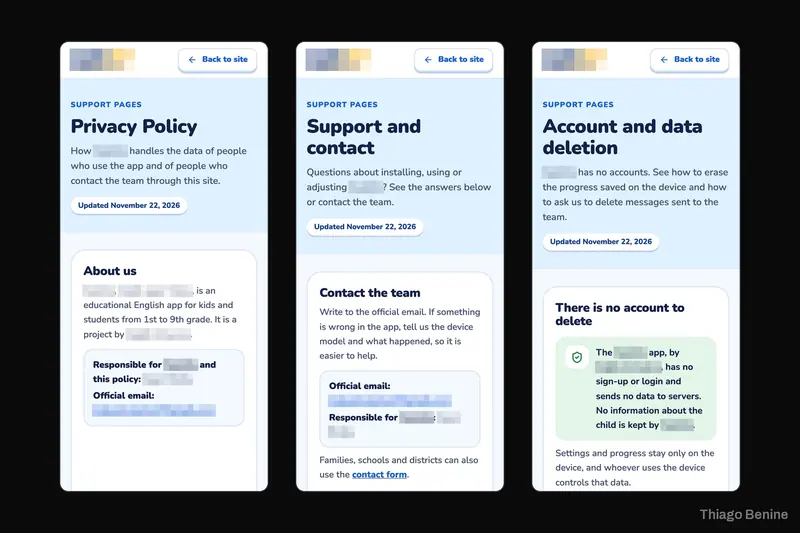 ← Back to site
SUPPORT PAGES
Privacy Policy
How handles the data of people
who use the app and of people who
contact the team through this site.
Updated November 22, 2026
About us
is an
educational English app for kids and
students from 1st to 9th grade. It is a
project by .
Responsible for and
this policy:
Official email:
← Back to site
SUPPORT PAGES
Support and
contact
Questions about installing, using or
adjusting ? See the answers below
or contact the team.
Updated November 22, 2026
Contact the team
Write to the official email. If something
is wrong in the app, tell us the device
model and what happened, so it is
easier to help.
Official email:
Responsible for :
Families, schools and districts can also
use the contact form.
← Back to site
SUPPORT PAGES
Account and data
deletion
has no accounts. See how to erase
the progress saved on the device and how
to ask us to delete messages sent to the
team.
Updated November 22, 2026
There is no account to
delete
The app, by
, has no
sign-up or login and
sends no data to servers.
No information about the
child is kept by .
Settings and progress stay only on the
device, and whoever uses the device
controls that data.
Thiago Benine